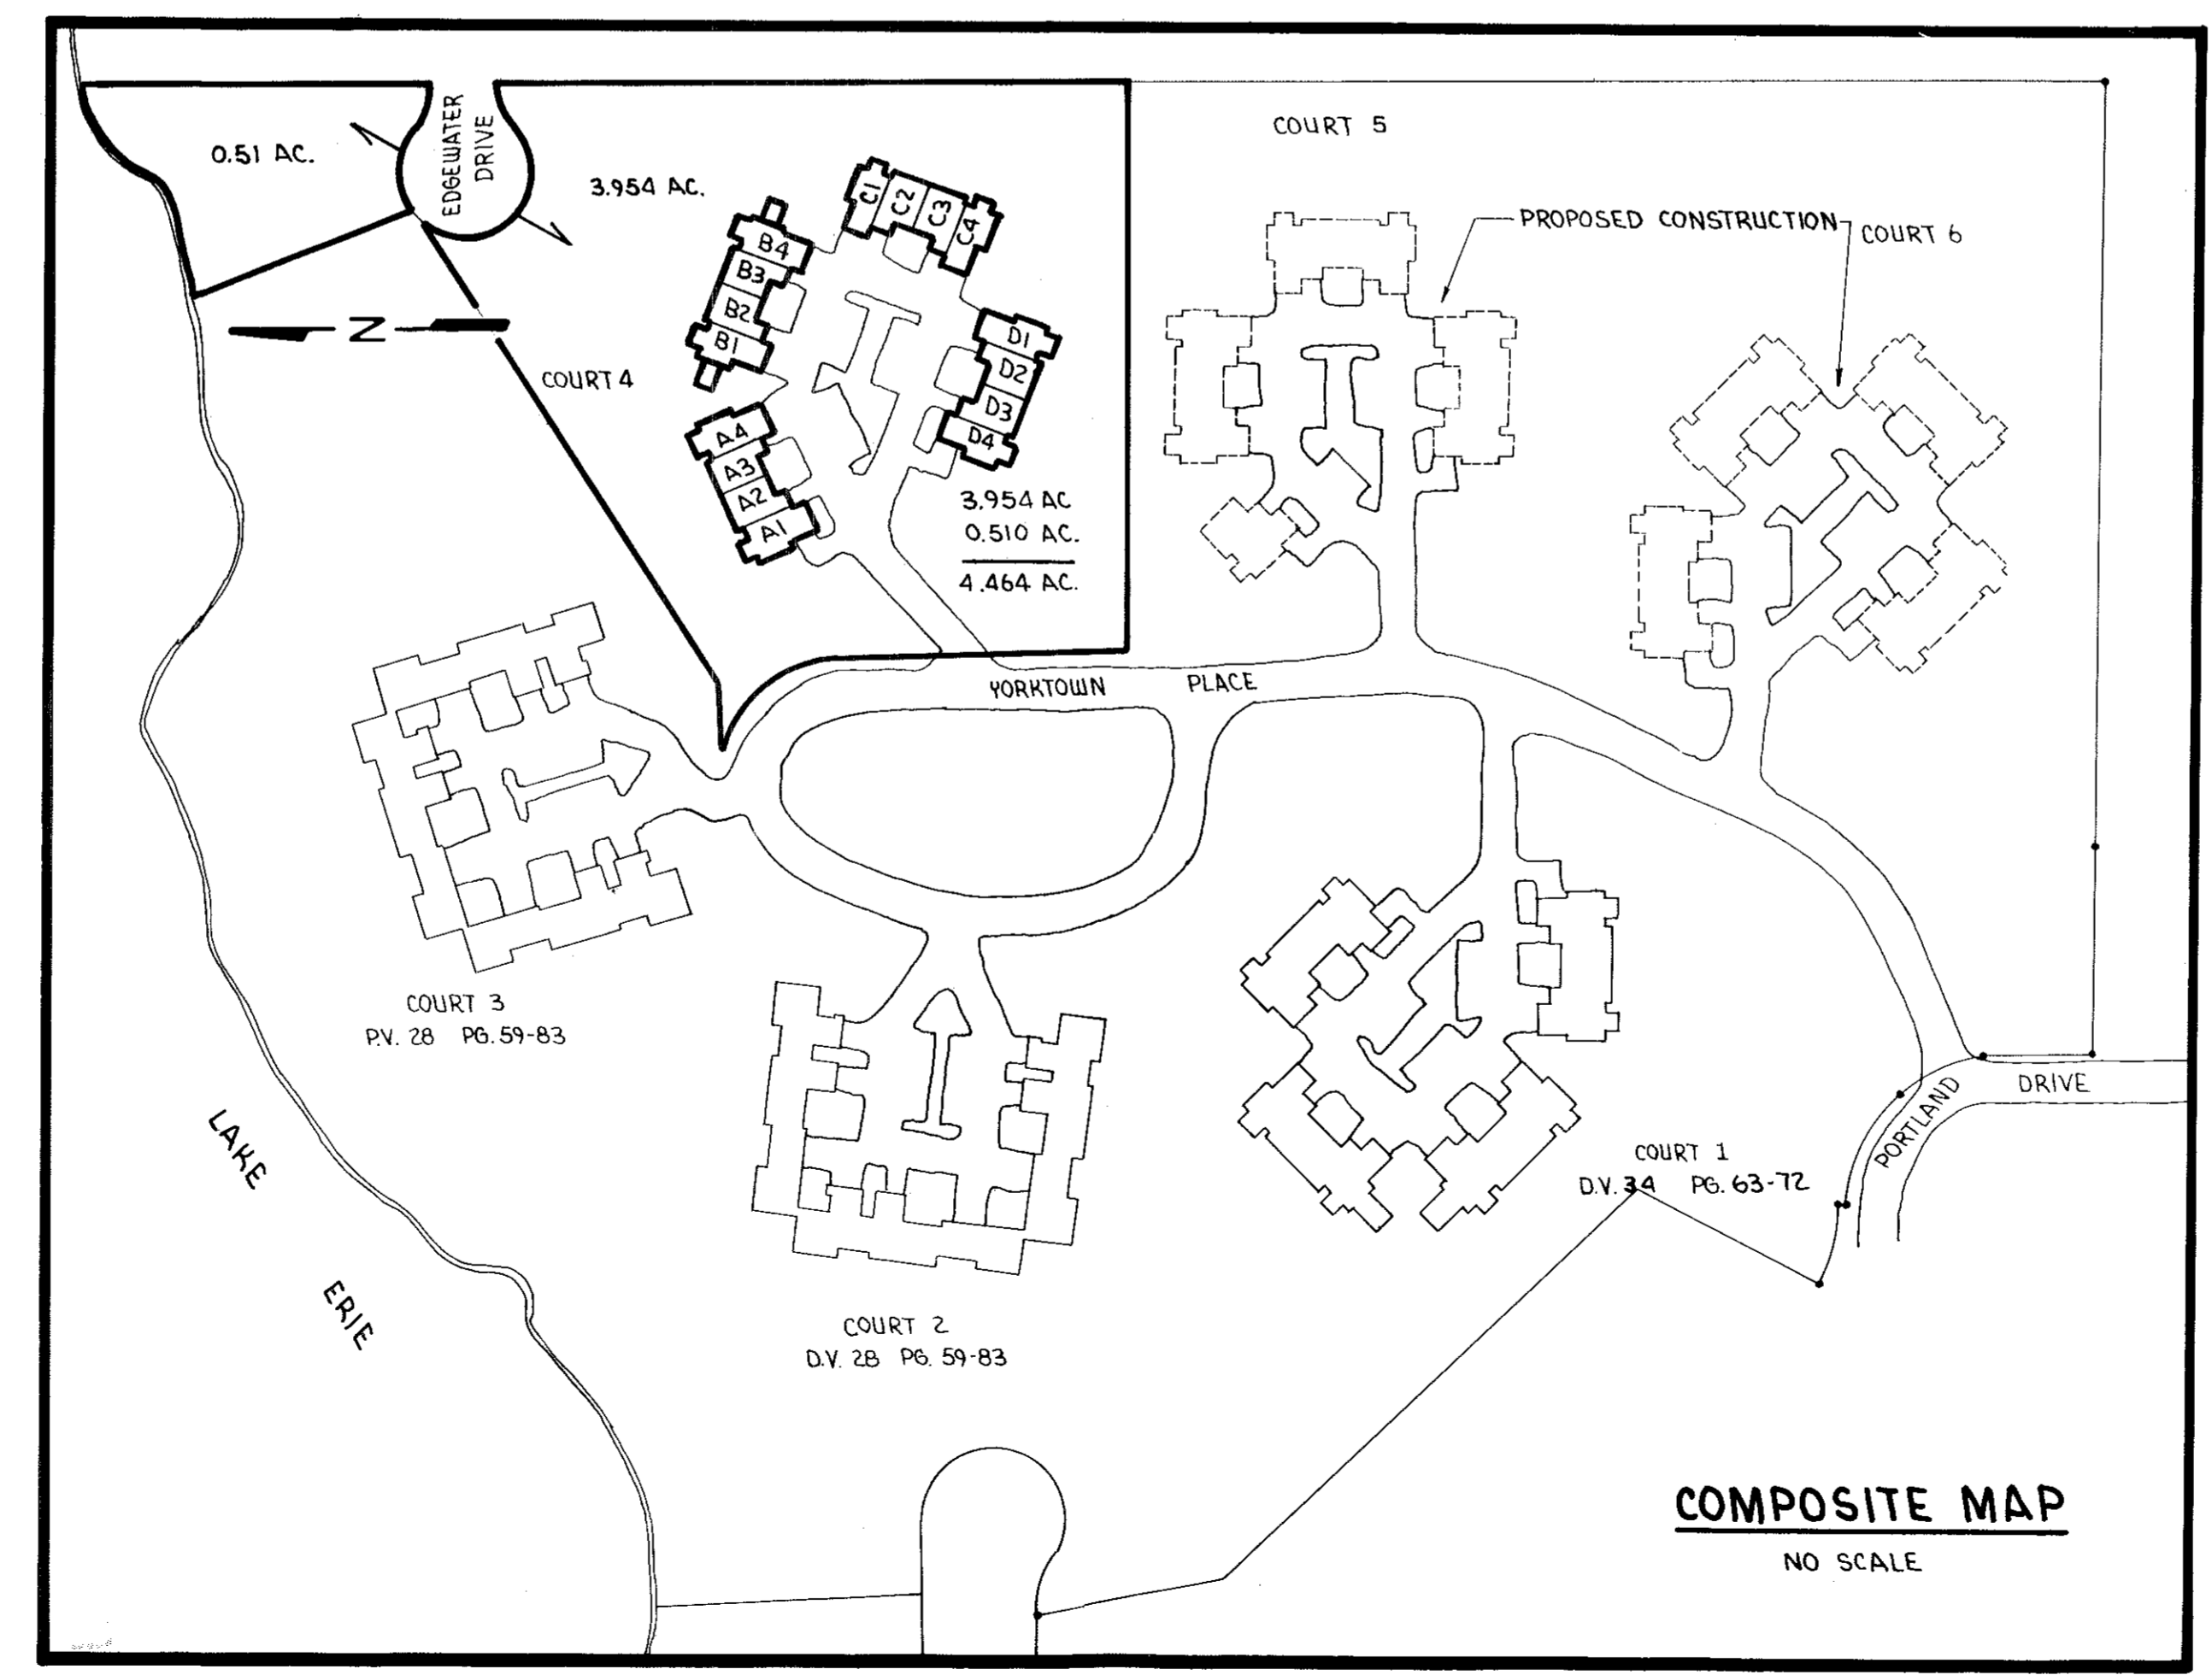 EDGEWATER
DRIVE
0.51 AC.
3.954 AC.
COURT 5
PROPOSED CONSTRUCTION
COURT 6
C1
C2
C3
C4
B4
B3
B2
B1
N
COURT 4
D1
D2
D3
D4
A4
A3
A2
A1
3.954 AC
0.510 AC.
4.464 AC.
YORKTOWN PLACE
COURT 3
P.V. 28 PG. 59-83
PORTLAND DRIVE
COURT 1
D.V. 34 PG. 63-72
LAKE
ERIE
COURT 2
D.V. 28 PG. 59-83
COMPOSITE MAP
NO SCALE